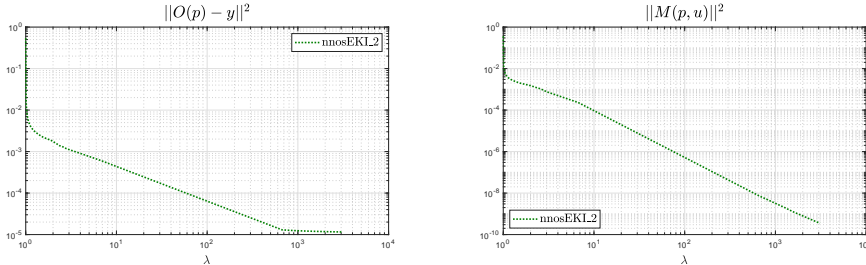 ||O(p) − y||²
nnosEKI_2
10⁰
10⁻¹
10⁻²
10⁻³
10⁻⁴
10⁻⁵
10⁰ 10¹ 10² 10³ 10⁴
λ
||M(p, u)||²
nnosEKI_2
10⁰
10⁻²
10⁻⁴
10⁻⁶
10⁻⁸
10⁻¹⁰
10⁰ 10¹ 10² 10³
λ